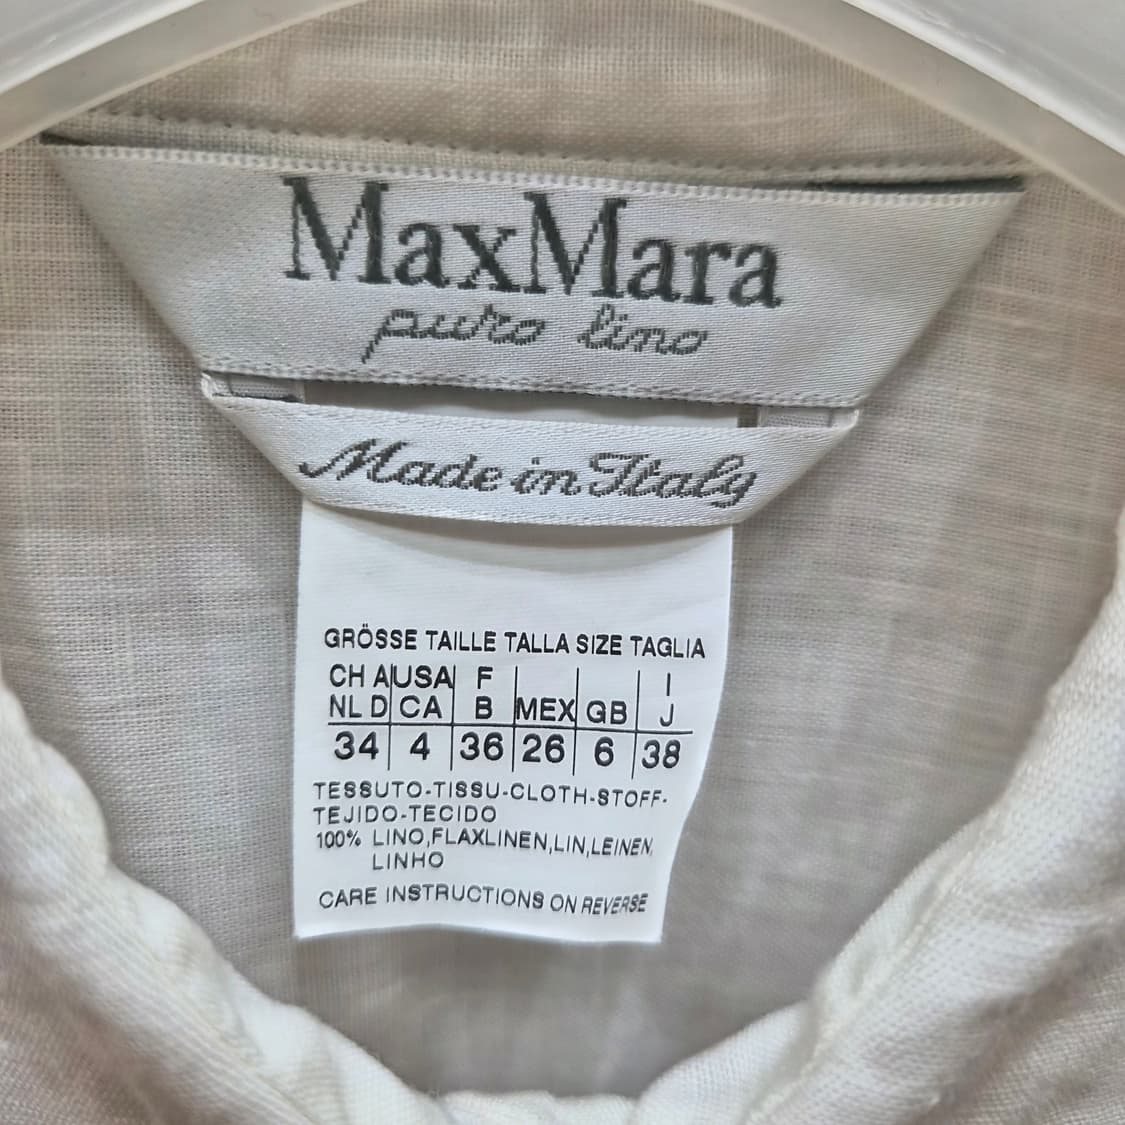 MaxMara
puro lino
Made in Italy
GRÖSSE TAILLE TALLA SIZE TAGLIA
CH A USA F I
NL D CA B MEX GB J
34 4 36 26 6 38
TESSUTO-TISSU-CLOTH-STOFF-
TEJIDO-TECIDO
100% LINO,FLAXLINEN,LIN,LEINEN,
LINHO
CARE INSTRUCTIONS ON REVERSE